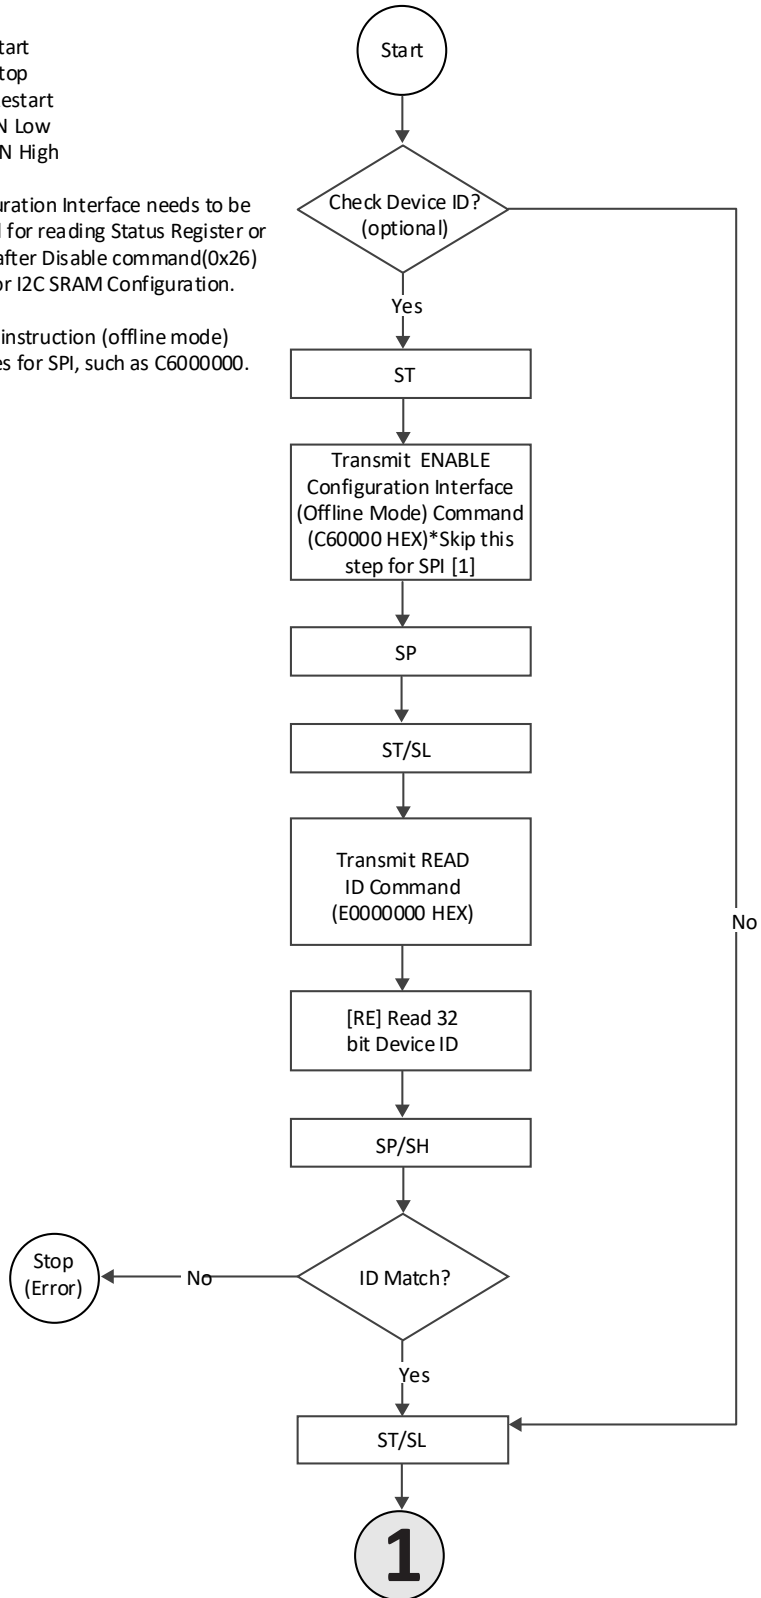 Start
tart
top
estart
N Low
N High
uration Interface needs to be
for reading Status Register or
after Disable command(0x26)
or I2C SRAM Configuration.
instruction (offline mode)
es for SPI, such as C6000000.
Check Device ID?
(optional)
Yes
ST
Transmit ENABLE
Configuration Interface
(Offline Mode) Command
(C60000 HEX)*Skip this
step for SPI [1]
SP
ST/SL
Transmit READ
ID Command
(E0000000 HEX)
No
[RE] Read 32
bit Device ID
SP/SH
ID Match?
No
Stop
(Error)
Yes
ST/SL
1